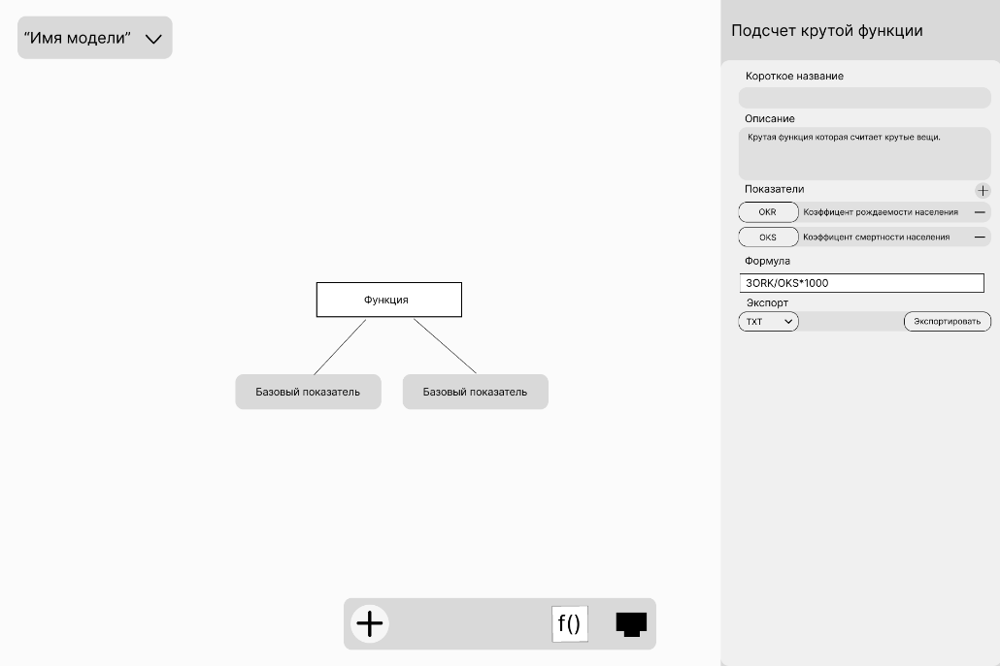 “Имя модели”
Подсчет крутой функции
Короткое название
Описание
Крутая функция которая считает крутые вещи.
Показатели
OKR
Коэффицент рождаемости населения
OKS
Коэффицент смертности населения
Формула
3ORK/OKS*1000
Экспорт
TXT
Экспортировать
Функция
Базовый показатель
Базовый показатель
f()